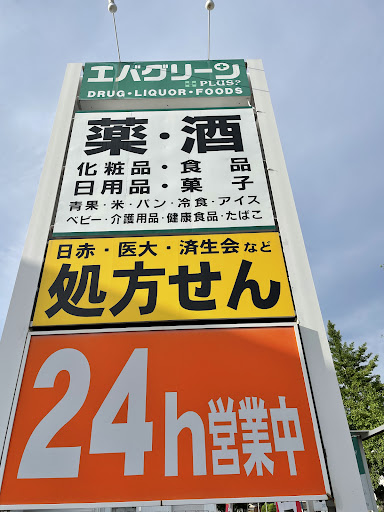 エバグリーン
PLUS+
DRUG・LIQUOR・FOODS
薬・酒
化粧品・食品
日用品・菓子
青果・米・パン・冷食・アイス
ベビー・介護用品・健康食品・たばこ
日赤・医大・済生会など
処方せん
24h営業中